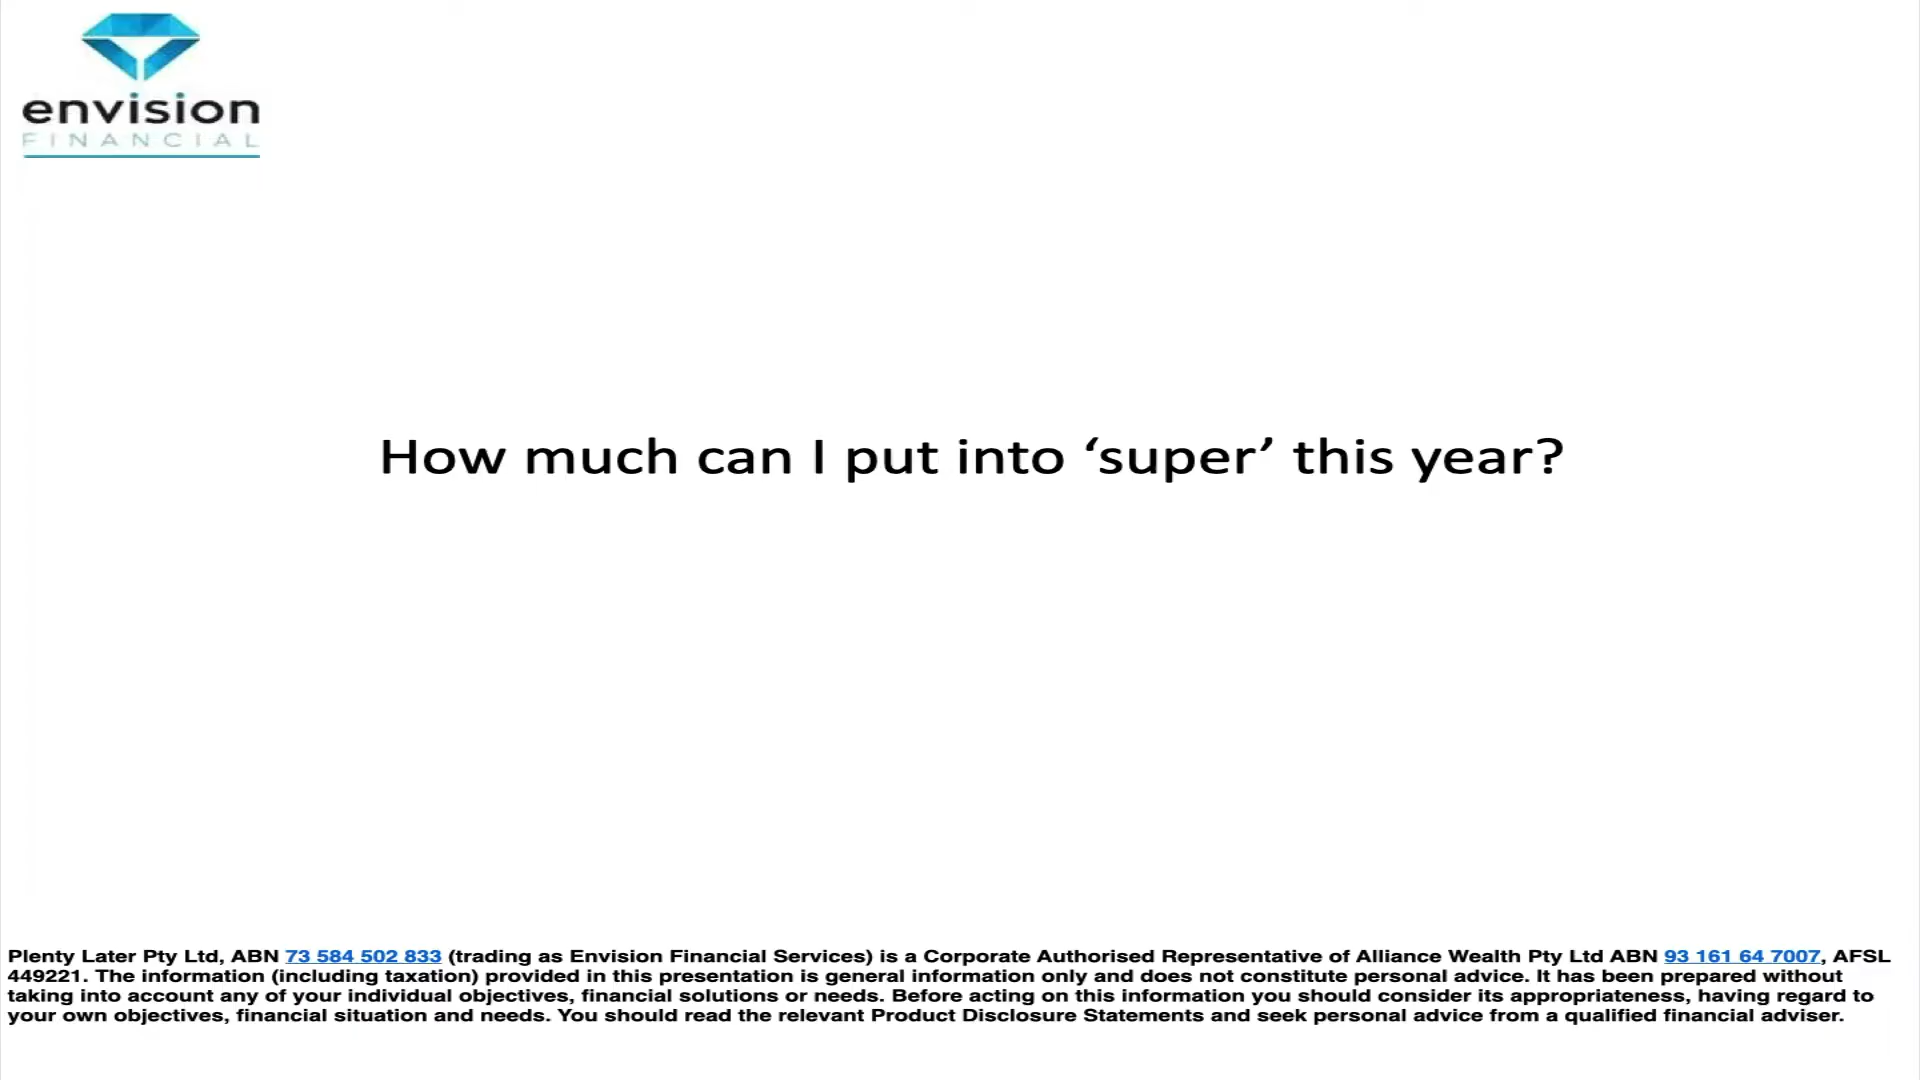 envision
FINANCIAL
How much can I put into ‘super’ this year?
Plenty Later Pty Ltd, ABN 73 584 502 833 (trading as Envision Financial Services) is a Corporate Authorised Representative of Alliance Wealth Pty Ltd ABN 93 161 64 7007, AFSL
449221. The information (including taxation) provided in this presentation is general information only and does not constitute personal advice. It has been prepared without
taking into account any of your individual objectives, financial solutions or needs. Before acting on this information you should consider its appropriateness, having regard to
your own objectives, financial situation and needs. You should read the relevant Product Disclosure Statements and seek personal advice from a qualified financial adviser.